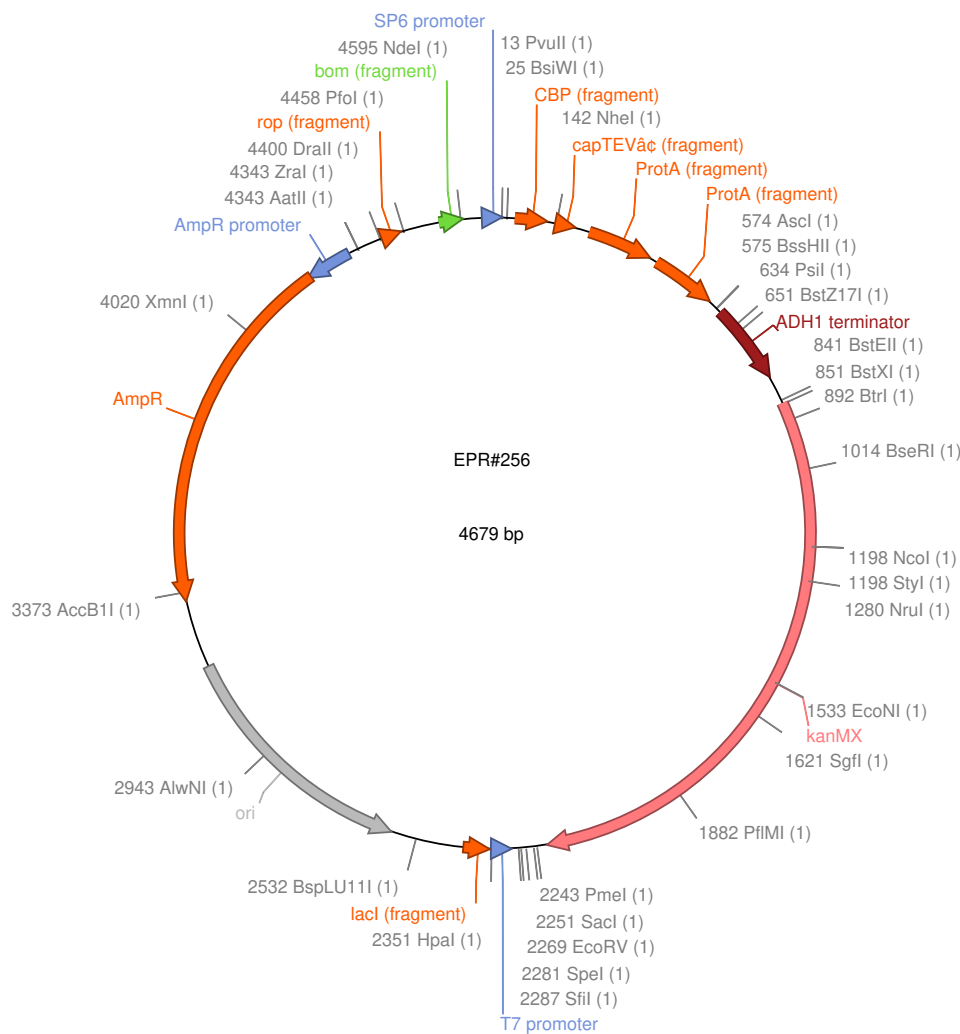 SP6 promoter
4595 NdeI (1)
bom (fragment)
4458 PfoI (1)
rop (fragment)
4400 DraII (1)
4343 ZraI (1)
4343 AatII (1)
AmpR promoter
4020 XmnI (1)
AmpR
3373 AccB1I (1)
2943 AlwNI (1)
ori
2532 BspLU11I (1)
lacI (fragment)
2351 HpaI (1)
T7 promoter
13 PvuII (1)
25 BsiWI (1)
CBP (fragment)
142 NheI (1)
capTEVâ¢ (fragment)
ProtA (fragment)
ProtA (fragment)
574 AscI (1)
575 BssHII (1)
634 PsiI (1)
651 BstZ17I (1)
ADH1 terminator
841 BstEII (1)
851 BstXI (1)
892 BtrI (1)
1014 BseRI (1)
1198 NcoI (1)
1198 StyI (1)
1280 NruI (1)
1533 EcoNI (1)
kanMX
1621 SgfI (1)
1882 PflMI (1)
2243 PmeI (1)
2251 SacI (1)
2269 EcoRV (1)
2281 SpeI (1)
2287 SfiI (1)
EPR#256
4679 bp